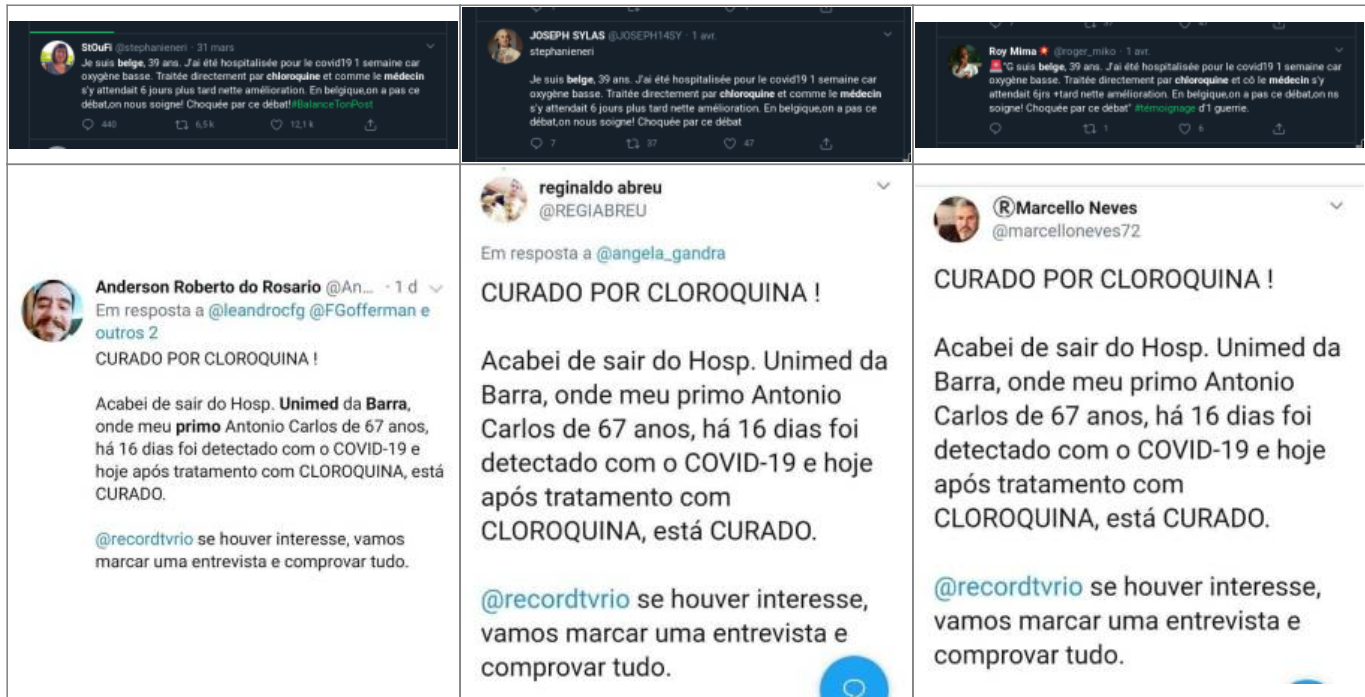 StOuFi @stephanieneri · 31 mars
Je suis belge, 39 ans. J'ai été hospitalisée pour le covid19 1 semaine car
oxygène basse. Traitée directement par chloroquine et comme le médecin
s'y attendait 6 jours plus tard nette amélioration. En belgique,on a pas ce
débat,on nous soigne! Choquée par ce débat!#BalanceTonPost
440 6,5 k 12,1 k
JOSEPH SYLAS @JOSEPH14SY · 1 avr.
stephanieneri
Je suis belge, 39 ans. J'ai été hospitalisée pour le covid19 1 semaine car
oxygène basse. Traitée directement par chloroquine et comme le médecin
s'y attendait 6 jours plus tard nette amélioration. En belgique,on a pas ce
débat,on nous soigne! Choquée par ce débat
7 37 47
Roy Mima @roger_miko · 1 avr.
"G suis belge, 39 ans. J'ai été hospitalisée pour le covid19 1 semaine car
oxygène basse. Traitée directement par chloroquine et cô le médecin s'y
attendait 6jrs +tard nette amélioration. En belgique,on a pas ce débat,on ns
soigne! Choquée par ce débat" #témoignage d'1 guerrie.
1 6
Anderson Roberto do Rosario @An... · 1 d
Em resposta a @leandrocfg @FGofferman e
outros 2
CURADO POR CLOROQUINA !
Acabei de sair do Hosp. Unimed da Barra,
onde meu primo Antonio Carlos de 67 anos,
há 16 dias foi detectado com o COVID-19 e
hoje após tratamento com CLOROQUINA, está
CURADO.
@recordtvrio se houver interesse, vamos
marcar uma entrevista e comprovar tudo.
reginaldo abreu
@REGIABREU
Em resposta a @angela_gandra
CURADO POR CLOROQUINA !
Acabei de sair do Hosp. Unimed da
Barra, onde meu primo Antonio
Carlos de 67 anos, há 16 dias foi
detectado com o COVID-19 e hoje
após tratamento com
CLOROQUINA, está CURADO.
@recordtvrio se houver interesse,
vamos marcar uma entrevista e
comprovar tudo.
®Marcello Neves
@marcelloneves72
CURADO POR CLOROQUINA !
Acabei de sair do Hosp. Unimed da
Barra, onde meu primo Antonio
Carlos de 67 anos, há 16 dias foi
detectado com o COVID-19 e hoje
após tratamento com
CLOROQUINA, está CURADO.
@recordtvrio se houver interesse,
vamos marcar uma entrevista e
comprovar tudo.